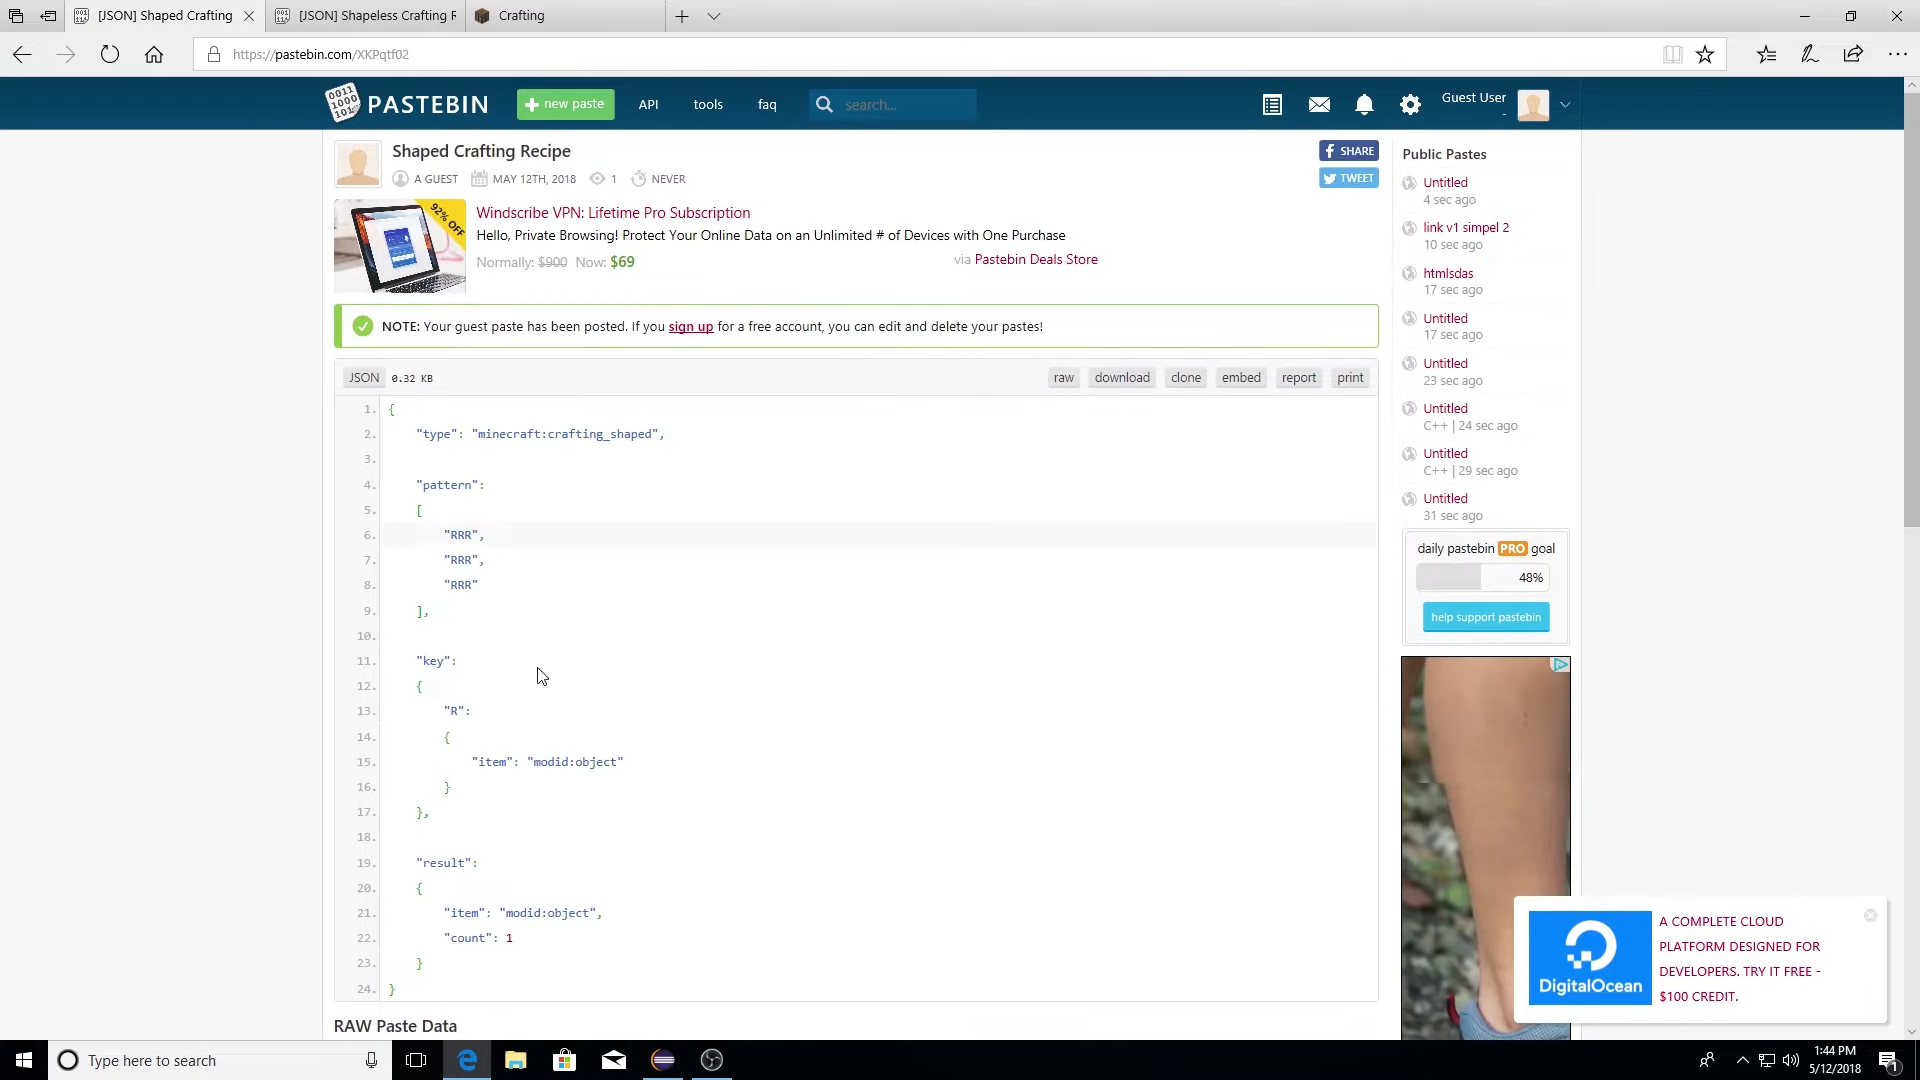 [JSON] Shaped Crafting
[JSON] Shapeless Crafting R
Crafting
https://pastebin.com/XKPqtf02
0011
1000
101
PASTEBIN
new paste
API
tools
faq
search...
Guest User
-
Shaped Crafting Recipe
A GUEST
MAY 12TH, 2018
1
NEVER
SHARE
TWEET
92% OFF
Windscribe VPN: Lifetime Pro Subscription
Hello, Private Browsing! Protect Your Online Data on an Unlimited # of Devices with One Purchase
Normally: $900 Now: $69
via Pastebin Deals Store
NOTE: Your guest paste has been posted. If you sign up for a free account, you can edit and delete your pastes!
JSON 0.32 KB
raw
download
clone
embed
report
print
1. {
2. "type": "minecraft:crafting_shaped",
3.
4. "pattern":
5. [
6. "RRR",
7. "RRR",
8. "RRR"
9. ],
10.
11. "key":
12. {
13. "R":
14. {
15. "item": "modid:object"
16. }
17. },
18.
19. "result":
20. {
21. "item": "modid:object",
22. "count": 1
23. }
24. }
RAW Paste Data
Public Pastes
Untitled
4 sec ago
link v1 simpel 2
10 sec ago
htmlsdas
17 sec ago
Untitled
17 sec ago
Untitled
23 sec ago
Untitled
C++ | 24 sec ago
Untitled
C++ | 29 sec ago
Untitled
31 sec ago
daily pastebin PRO goal
48%
help support pastebin
DigitalOcean
A COMPLETE CLOUD
PLATFORM DESIGNED FOR
DEVELOPERS. TRY IT FREE -
$100 CREDIT.
Type here to search
1:44 PM
5/12/2018
1